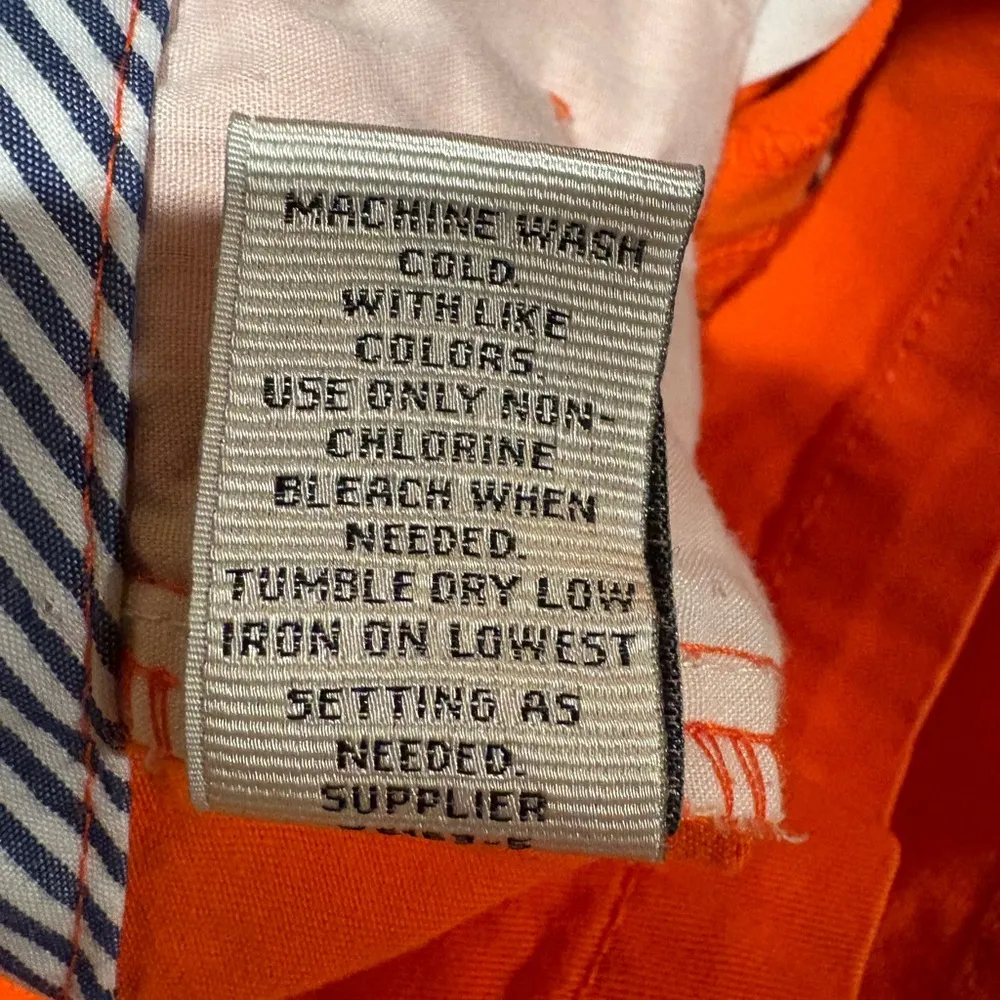 MACHINE WASH
COLD.
WITH LIKE
COLORS.
USE ONLY NON-
CHLORINE
BLEACH WHEN
NEEDED.
TUMBLE DRY LOW
IRON ON LOWEST
SETTING AS
NEEDED.
SUPPLIER